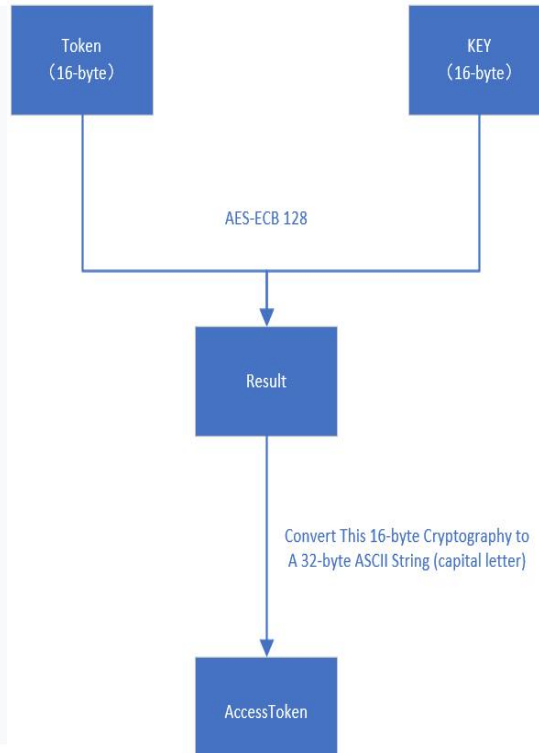 Token
（16-byte）
KEY
（16-byte）
AES-ECB 128
Result
Convert This 16-byte Cryptography to
A 32-byte ASCII String (capital letter)
AccessToken